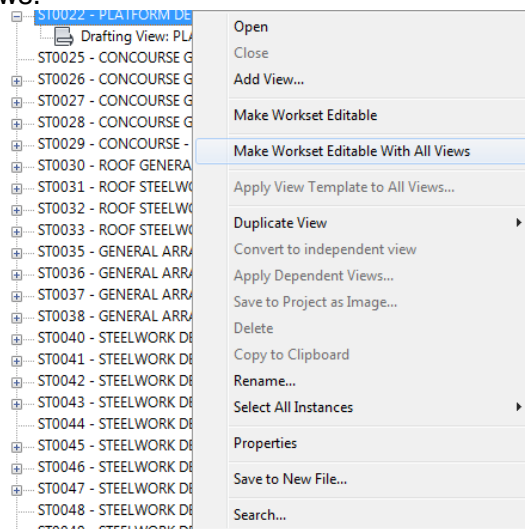 ST0022 - PLATFORM DE
Drafting View: PLA
ST0025 - CONCOURSE G
ST0026 - CONCOURSE G
ST0027 - CONCOURSE G
ST0028 - CONCOURSE G
ST0029 - CONCOURSE -
ST0030 - ROOF GENERA
ST0031 - ROOF STEELWO
ST0032 - ROOF STEELWO
ST0033 - ROOF STEELWO
ST0035 - GENERAL ARRA
ST0036 - GENERAL ARRA
ST0037 - GENERAL ARRA
ST0038 - GENERAL ARRA
ST0040 - STEELWORK DE
ST0041 - STEELWORK DE
ST0042 - STEELWORK DE
ST0043 - STEELWORK DE
ST0044 - STEELWORK DE
ST0045 - STEELWORK DE
ST0046 - STEELWORK DE
ST0047 - STEELWORK DE
ST0048 - STEELWORK DE
Open
Close
Add View...
Make Workset Editable
Make Workset Editable With All Views
Apply View Template to All Views...
Duplicate View
Convert to independent view
Apply Dependent Views...
Save to Project as Image...
Delete
Copy to Clipboard
Rename...
Select All Instances
Properties
Save to New File...
Search...